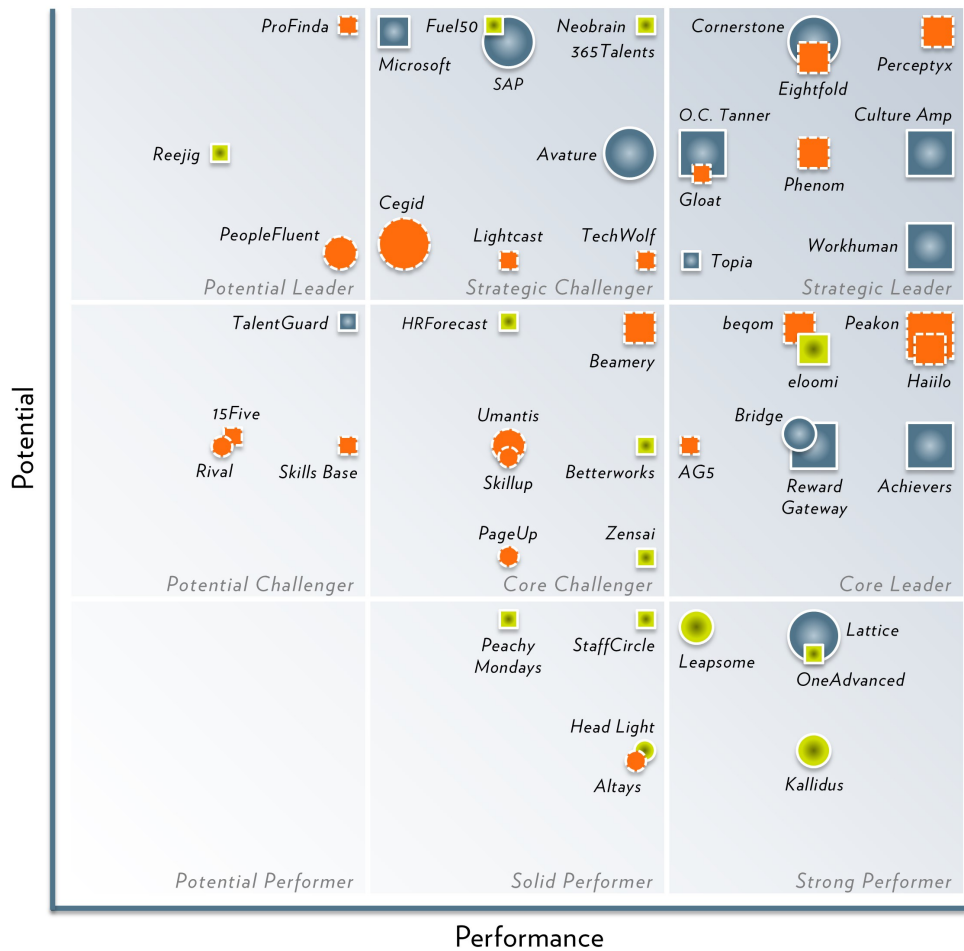 ProFinda
Fuel50
Microsoft
SAP
Neobrain
365Talents
Cornerstone
Eightfold
Perceptyx
Reejig
Avature
O.C. Tanner
Gloat
Phenom
Culture Amp
PeopleFluent
Cegid
Lightcast
TechWolf
Topia
Workhuman
Potential Leader
Strategic Challenger
Strategic Leader
TalentGuard
HRForecast
Beamery
beqom
eloomi
Peakon
Haiilo
15Five
Rival
Skills Base
Umantis
Skillup
Betterworks
AG5
Bridge
Reward
Gateway
Achievers
PageUp
Zensai
Potential Challenger
Core Challenger
Core Leader
Peachy
Mondays
StaffCircle
Leapsome
Lattice
OneAdvanced
Head Light
Altays
Kallidus
Potential Performer
Solid Performer
Strong Performer
Potential
Performance